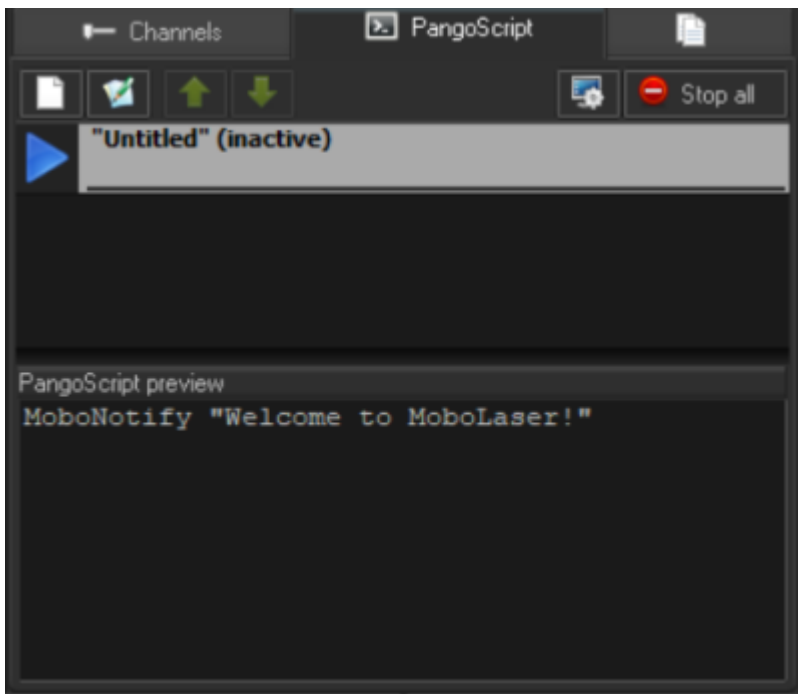 Channels
PangoScript
Stop all
"Untitled" (inactive)
PangoScript preview
MoboNotify "Welcome to MoboLaser!"